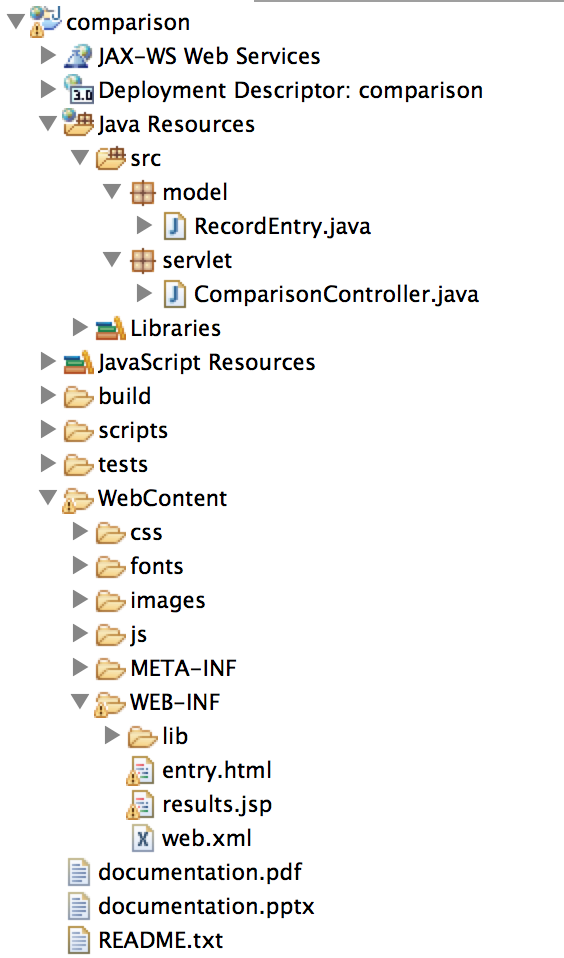 comparison
JAX-WS Web Services
3.0 Deployment Descriptor: comparison
Java Resources
src
model
J RecordEntry.java
servlet
J ComparisonController.java
Libraries
JavaScript Resources
build
scripts
tests
WebContent
css
fonts
images
js
META-INF
WEB-INF
lib
entry.html
results.jsp
X web.xml
documentation.pdf
documentation.pptx
README.txt